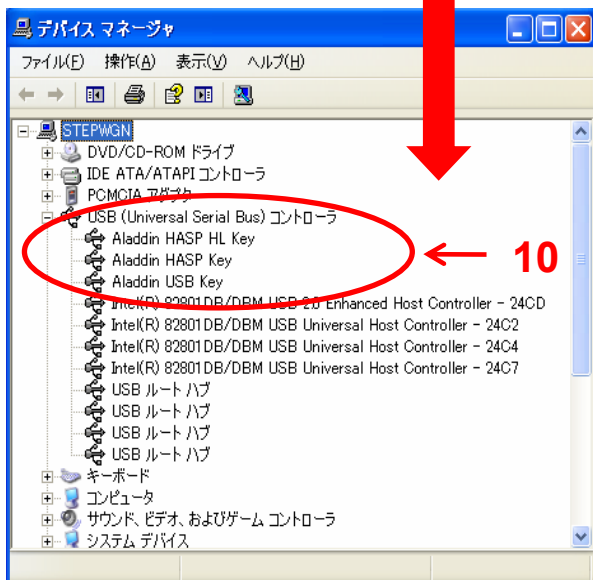 デバイス マネージャ
ファイル(F) 操作(A) 表示(V) ヘルプ(H)
STEPWGN
DVD/CD-ROM ドライブ
IDE ATA/ATAPI コントローラ
PCMCIA アダプタ
USB (Universal Serial Bus) コントローラ
Aladdin HASP HL Key
Aladdin HASP Key
10
Aladdin USB Key
Intel(R) 82801DB/DBM USB 2.0 Enhanced Host Controller - 24CD
Intel(R) 82801DB/DBM USB Universal Host Controller - 24C2
Intel(R) 82801DB/DBM USB Universal Host Controller - 24C4
Intel(R) 82801DB/DBM USB Universal Host Controller - 24C7
USB ルート ハブ
USB ルート ハブ
USB ルート ハブ
USB ルート ハブ
キーボード
コンピュータ
サウンド、ビデオ、およびゲーム コントローラ
システム デバイス